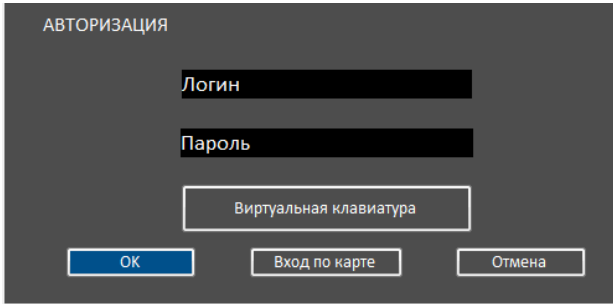 АВТОРИЗАЦИЯ
Логин
Пароль
Виртуальная клавиатура
ОК Вход по карте Отмена